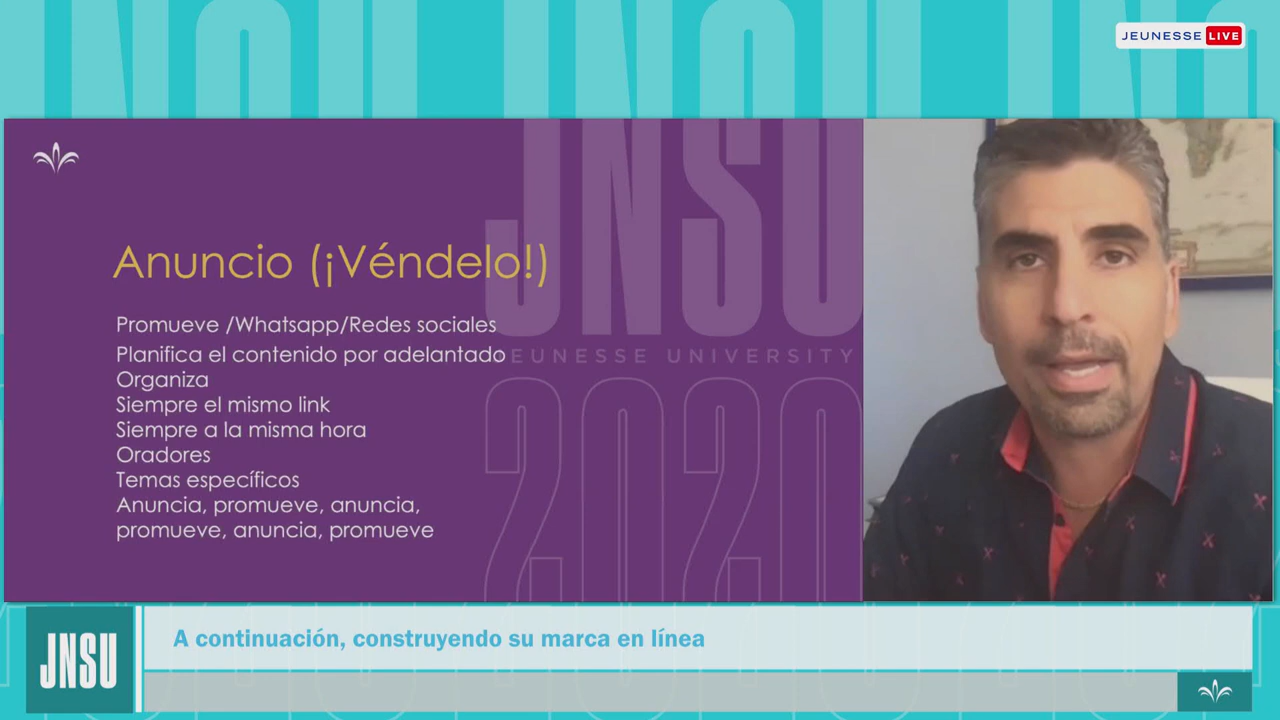 JEUNESSE LIVE
JNSU
JEUNESSE UNIVERSITY
2020
Anuncio (¡Véndelo!)
Promueve /Whatsapp/Redes sociales
Planifica el contenido por adelantado
Organiza
Siempre el mismo link
Siempre a la misma hora
Oradores
Temas específicos
Anuncia, promueve, anuncia,
promueve, anuncia, promueve
JNSU
A continuación, construyendo su marca en línea